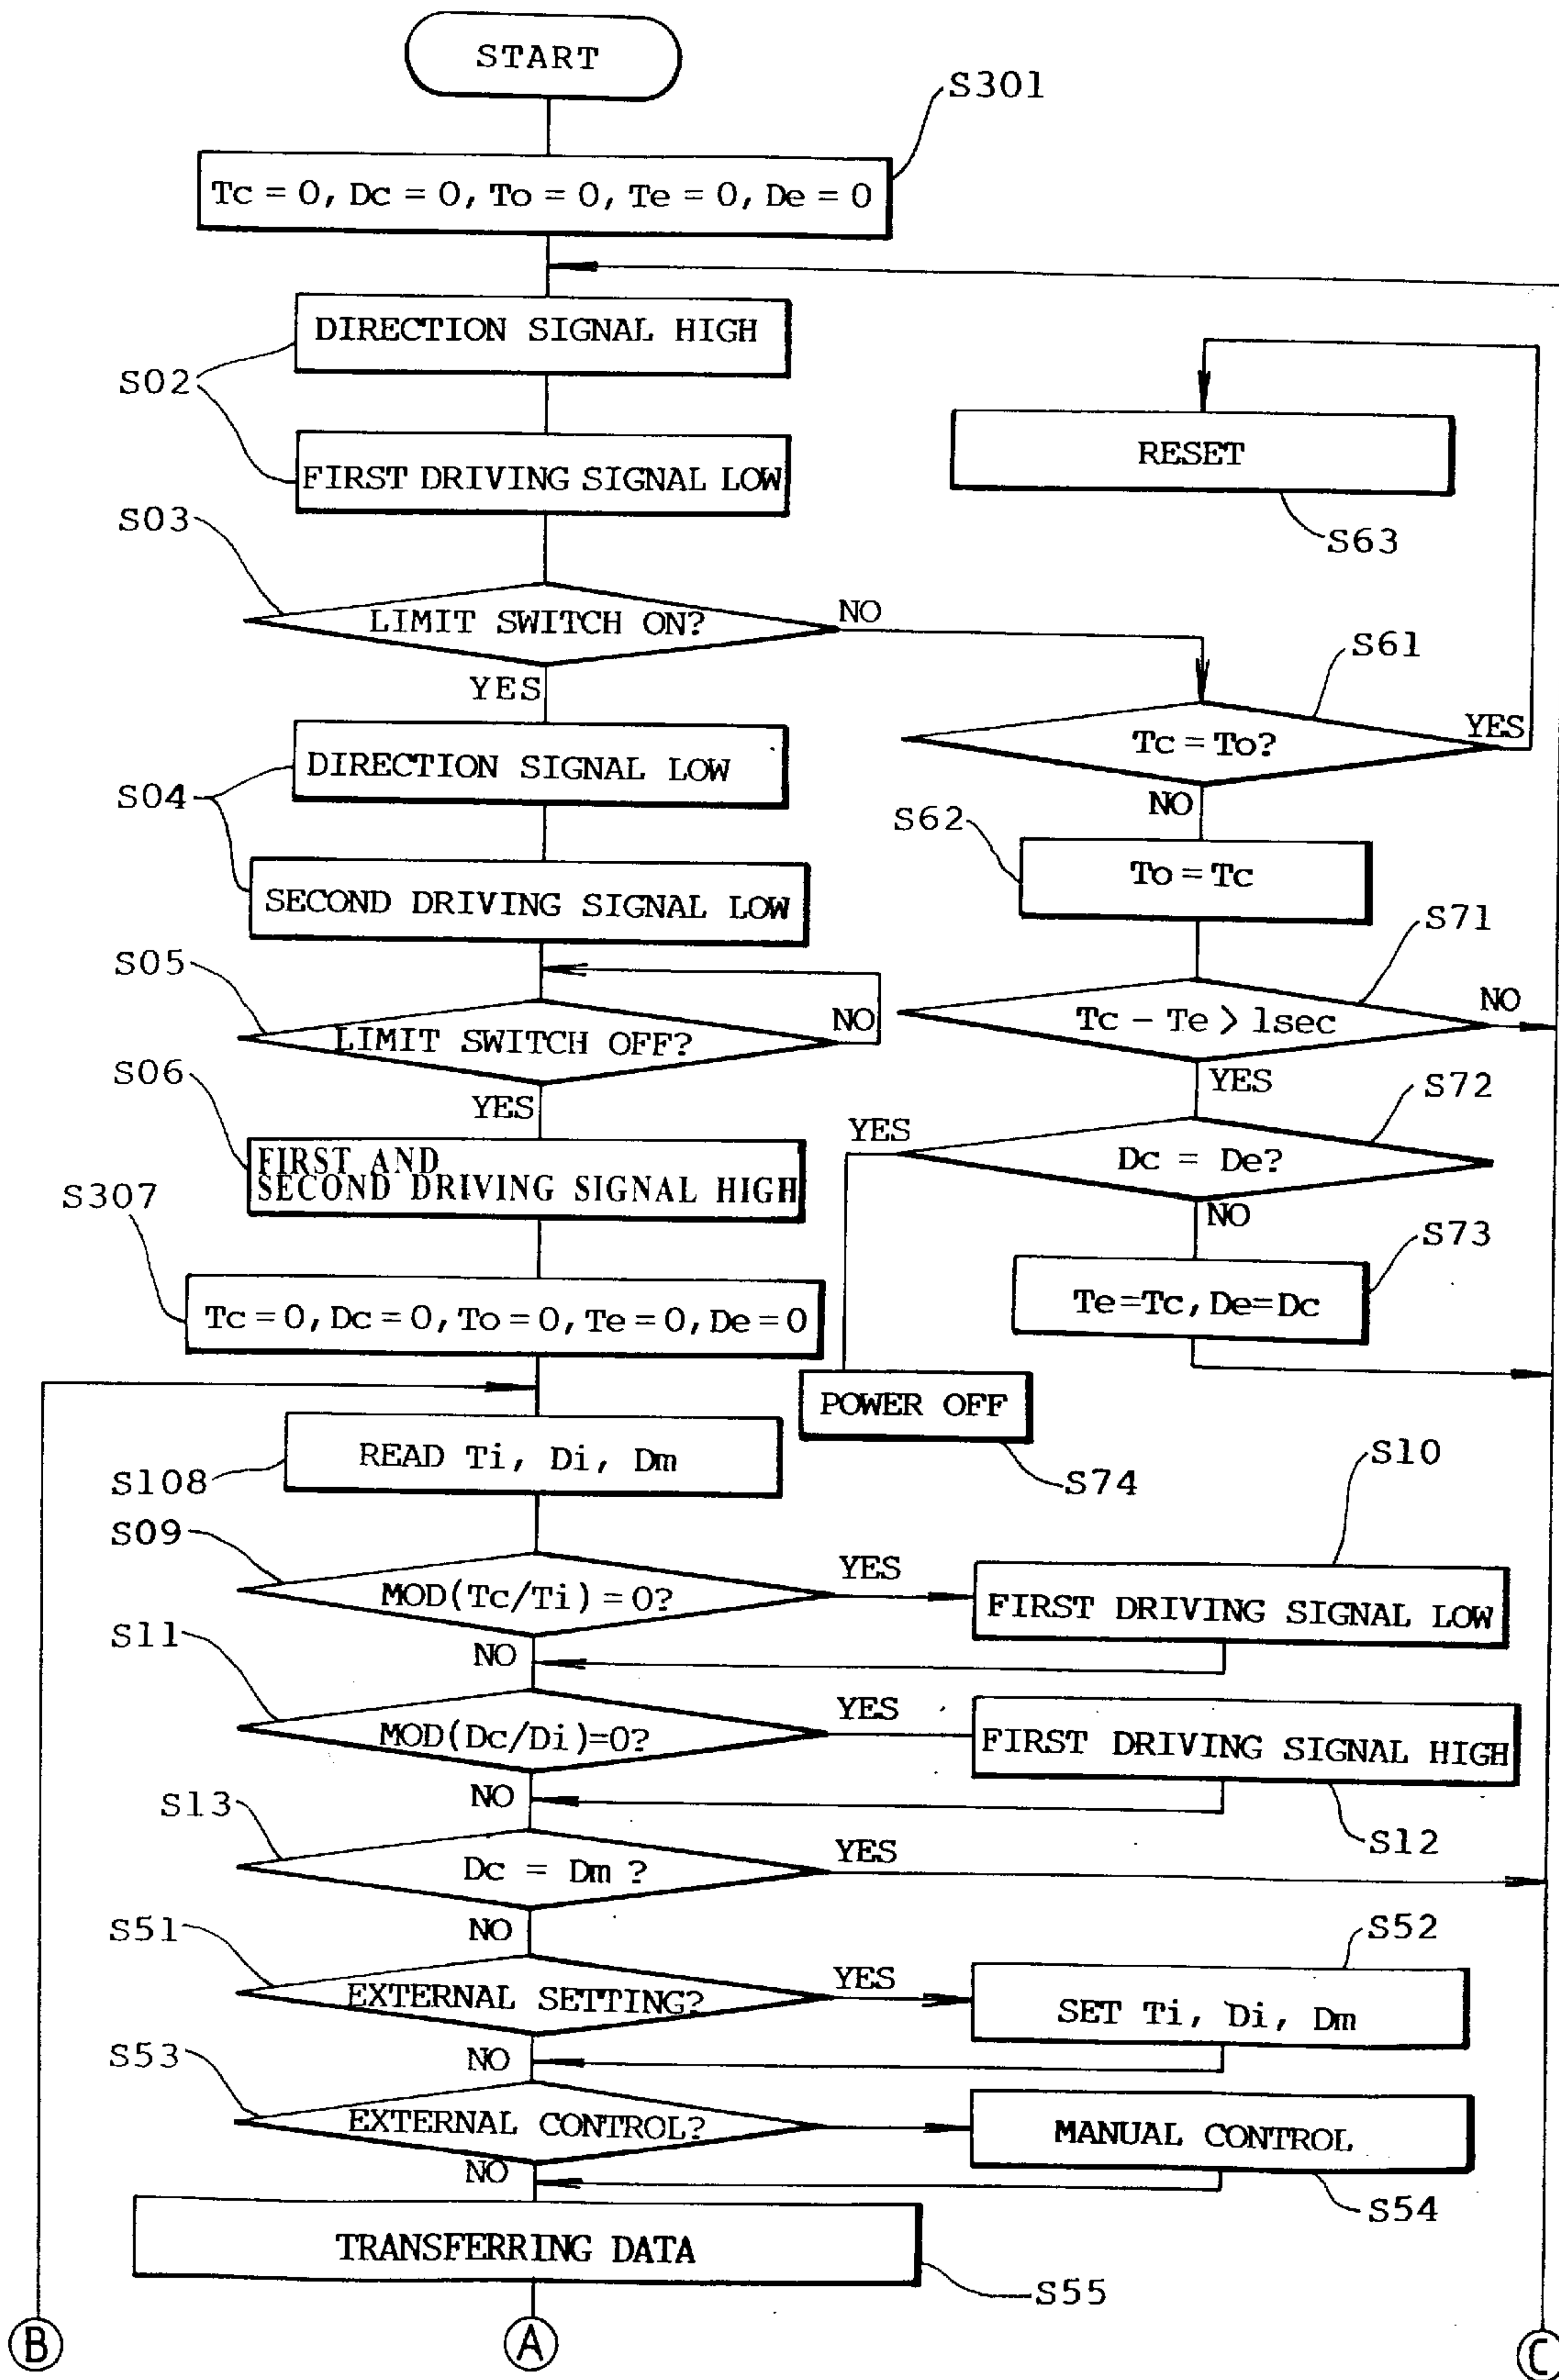 START
S301
Tc = 0, Dc = 0, To = 0, Te = 0, De = 0
DIRECTION SIGNAL HIGH
S02
FIRST DRIVING SIGNAL LOW
RESET
S63
S03
LIMIT SWITCH ON?
NO
YES
S61
Tc = To?
YES
NO
DIRECTION SIGNAL LOW
S04
SECOND DRIVING SIGNAL LOW
S62
To = Tc
S71
Tc - Te > 1sec
NO
YES
S05
LIMIT SWITCH OFF?
NO
YES
S06
FIRST AND
SECOND DRIVING SIGNAL HIGH
S72
YES
Dc = De?
NO
S307
Tc = 0, Dc = 0, To = 0, Te = 0, De = 0
S73
Te=Tc, De=Dc
POWER OFF
S74
READ Ti, Di, Dm
S108
S09
MOD(Tc/Ti) = 0?
YES
NO
S10
FIRST DRIVING SIGNAL LOW
S11
MOD(Dc/Di)=0?
YES
NO
FIRST DRIVING SIGNAL HIGH
S12
S13
Dc = Dm ?
YES
NO
S51
EXTERNAL SETTING?
YES
NO
S52
SET Ti, Di, Dm
S53
EXTERNAL CONTROL?
NO
MANUAL CONTROL
S54
TRANSFERRING DATA
S55
B
A
C